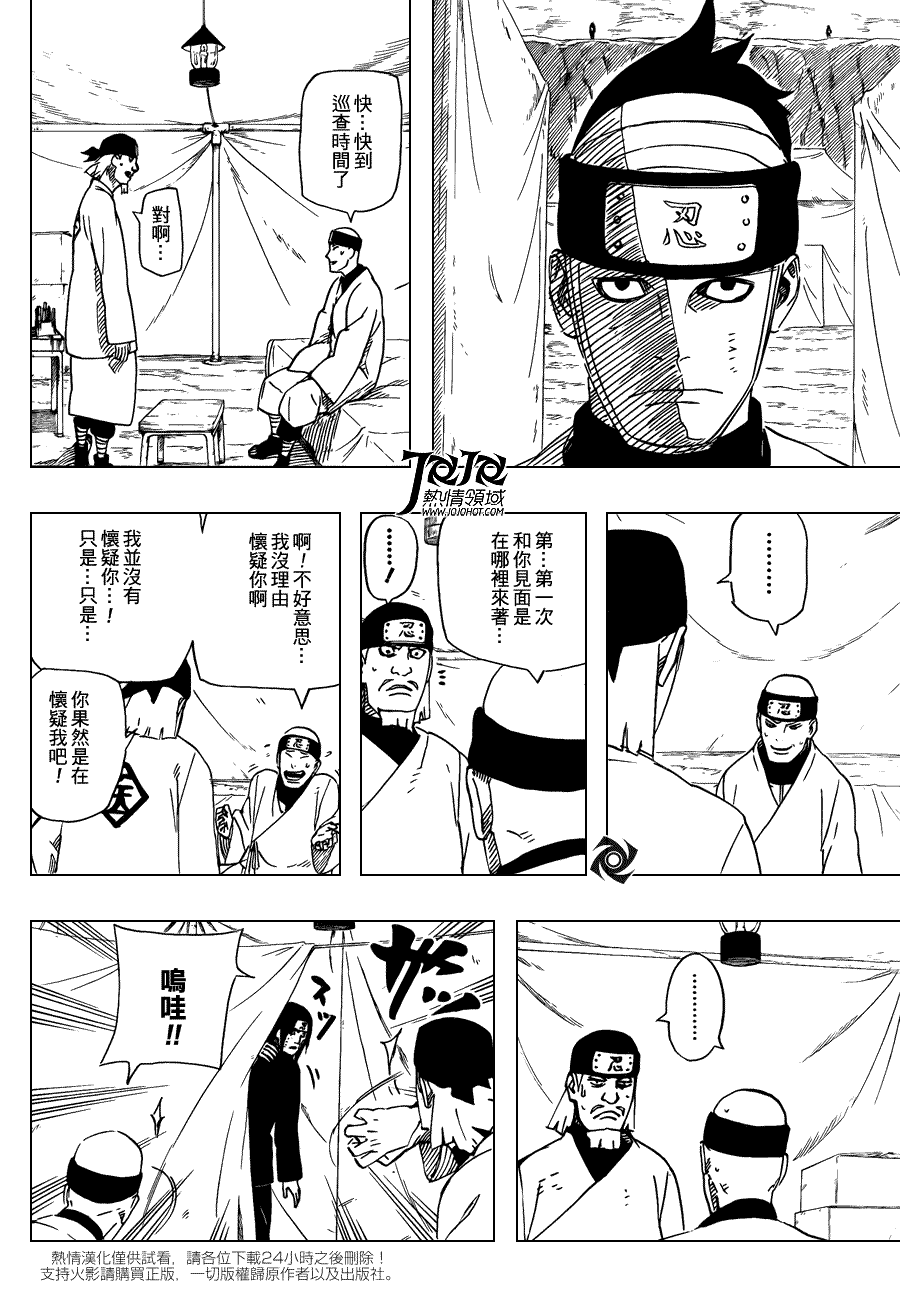 忍
快…快到
巡查時間了
對啊…
JOJO
熱情領域
WWW.JOJOHOT.COM
………
忍
第…第一次
和你見面是
在哪裡來著…
……!
忍
啊!不好意思…
我沒理由
懷疑你啊
我並沒有
懷疑你…!
只是…只是…
忍
你果然是在
懷疑我吧!
………
忍
ザッ
スッ
嗚哇!!
熱情漢化僅供試看，請各位下載24小時之後刪除！
支持火影請購買正版，一切版權歸原作者以及出版社。